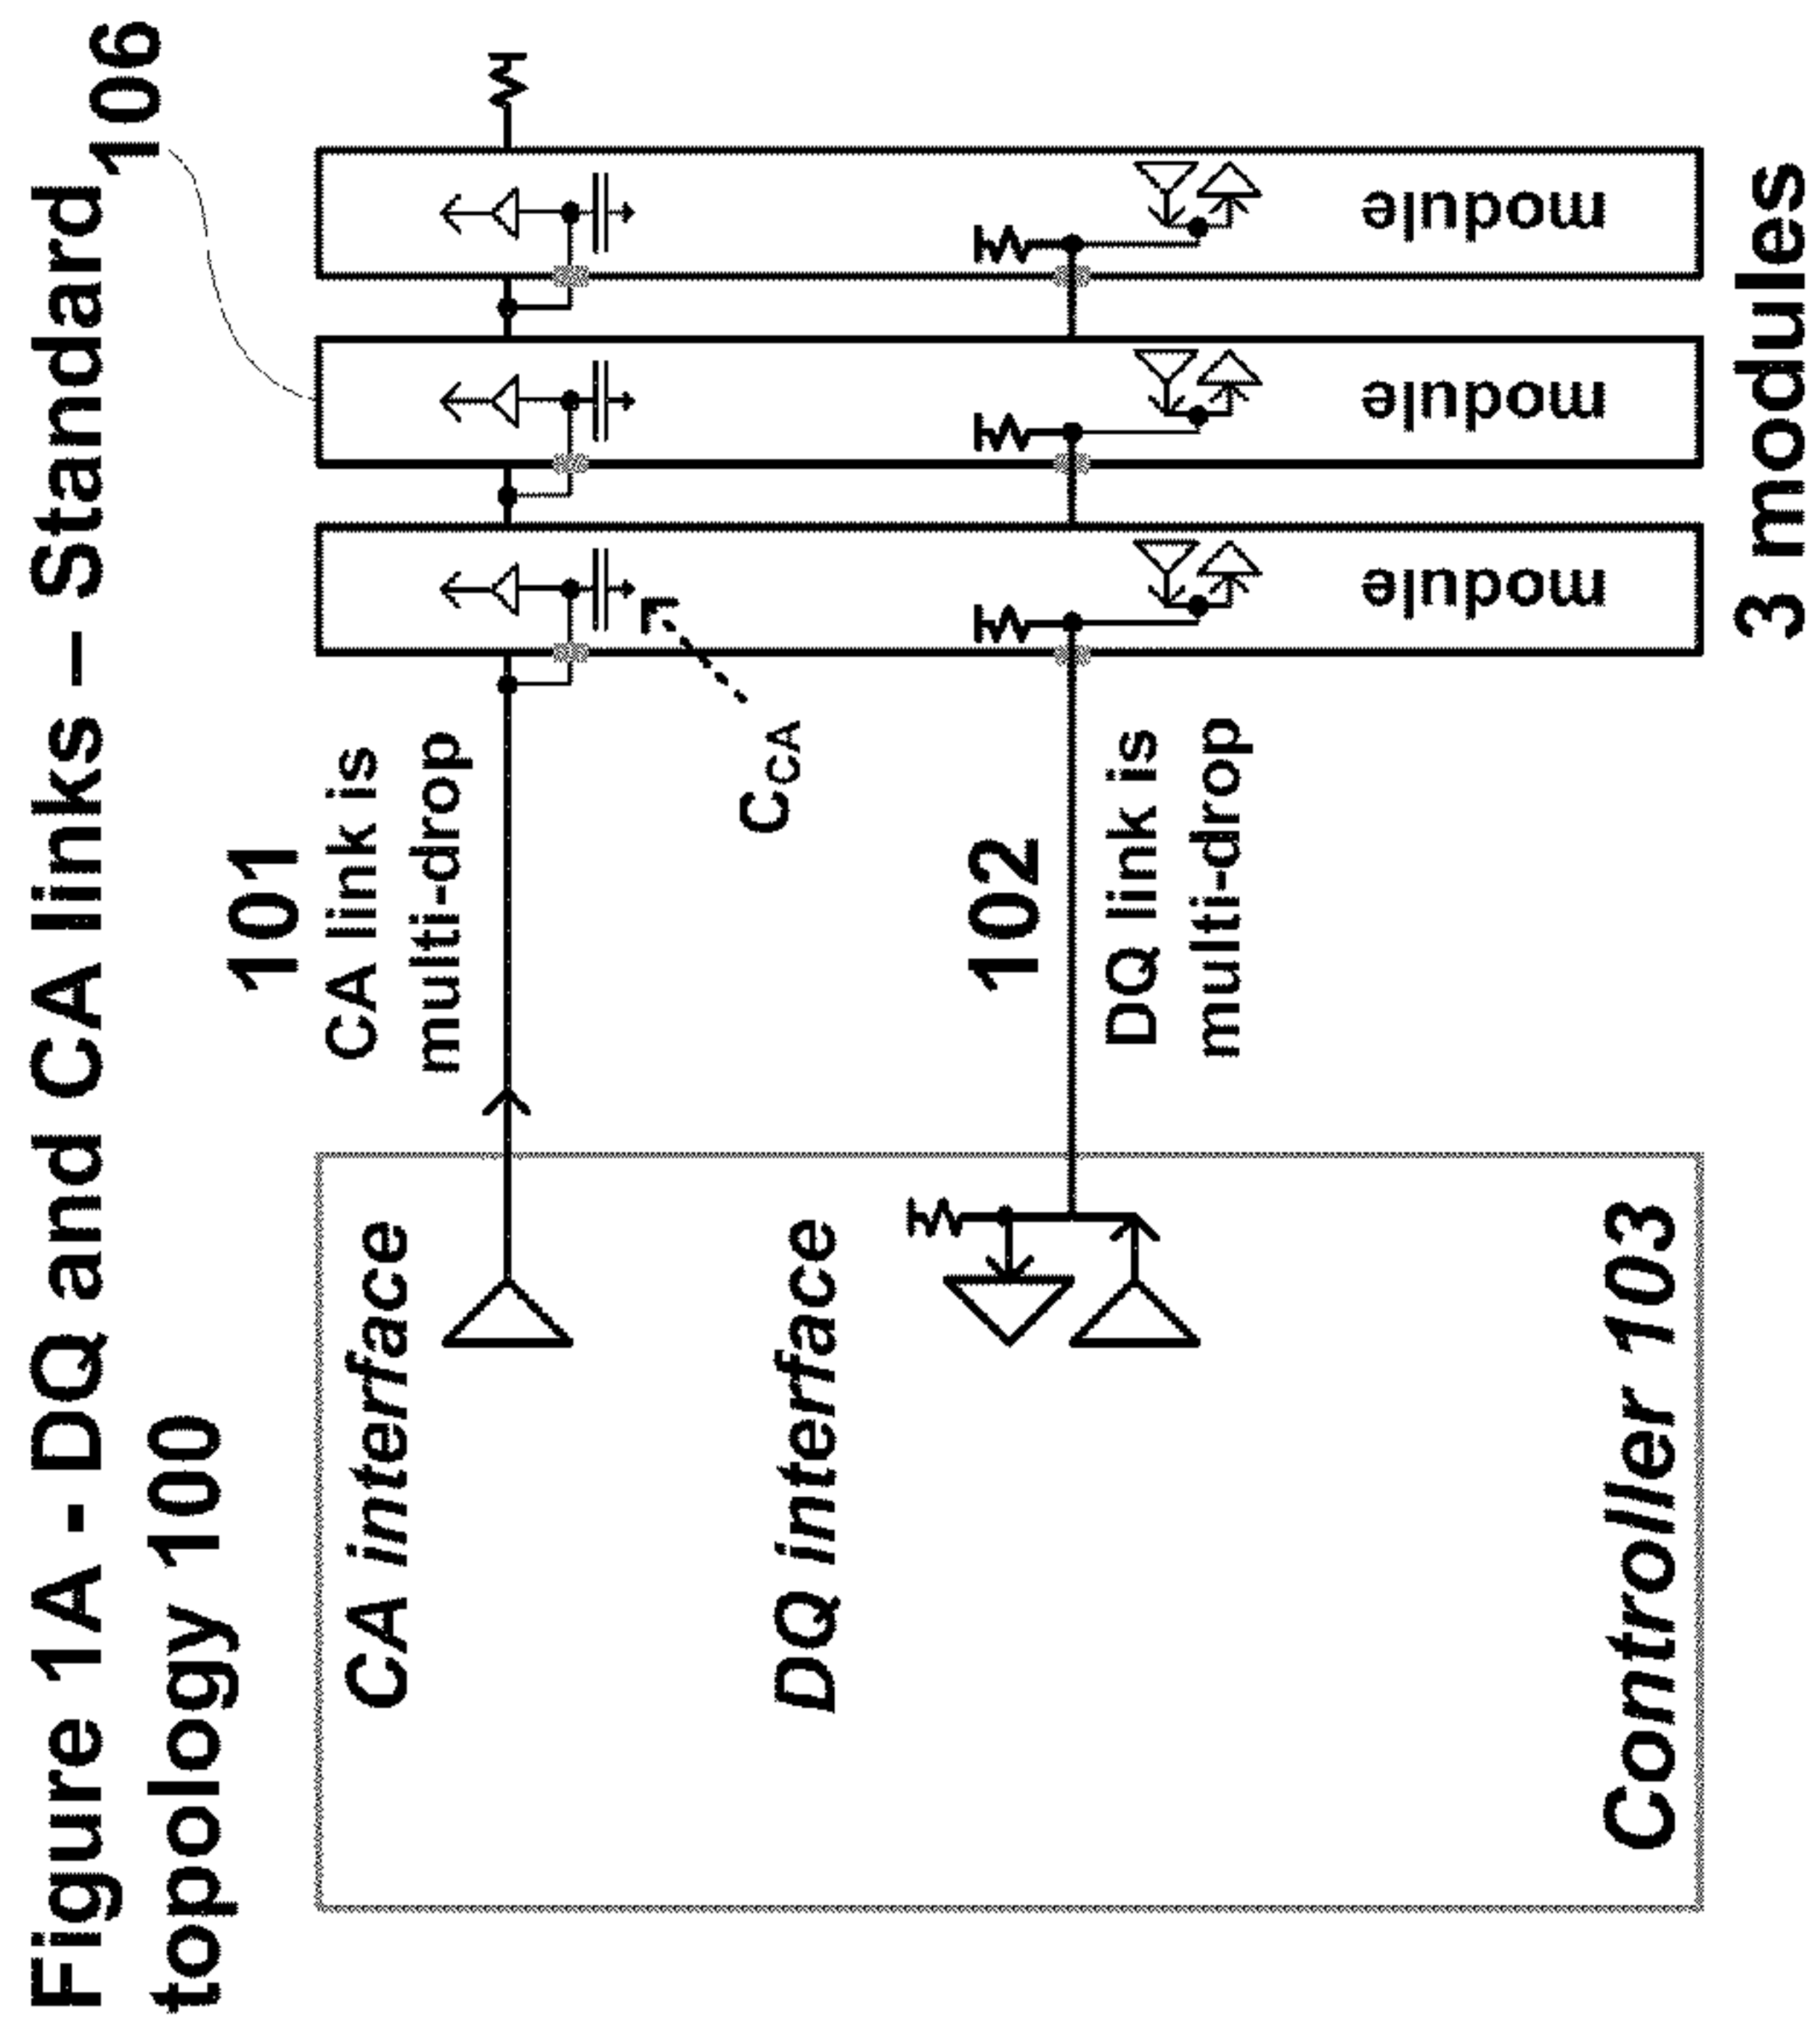 Figure 1A - DQ and CA links – Standard
topology 100
106
CA interface
101
CA link is
multi-drop
CCA
DQ interface
102
DQ link is
multi-drop
module
module
module
Controller 103
3 modules